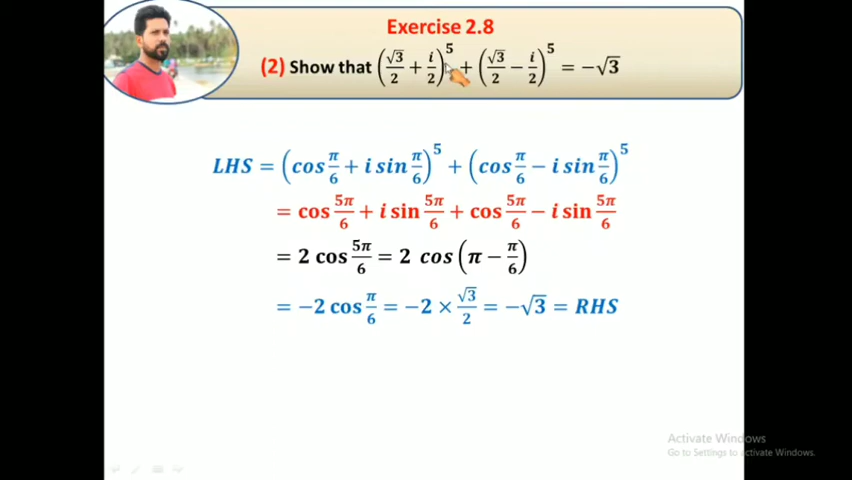 Exercise 2.8
(2) Show that (√3/2 + i/2)^5 + (√3/2 − i/2)^5 = −√3
LHS = (cos π/6 + i sin π/6)^5 + (cos π/6 − i sin π/6)^5
= cos 5π/6 + i sin 5π/6 + cos 5π/6 − i sin 5π/6
= 2 cos 5π/6 = 2 cos(π − π/6)
= −2 cos π/6 = −2 × √3/2 = −√3 = RHS
Activate Windows
Go to Settings to activate Windows.